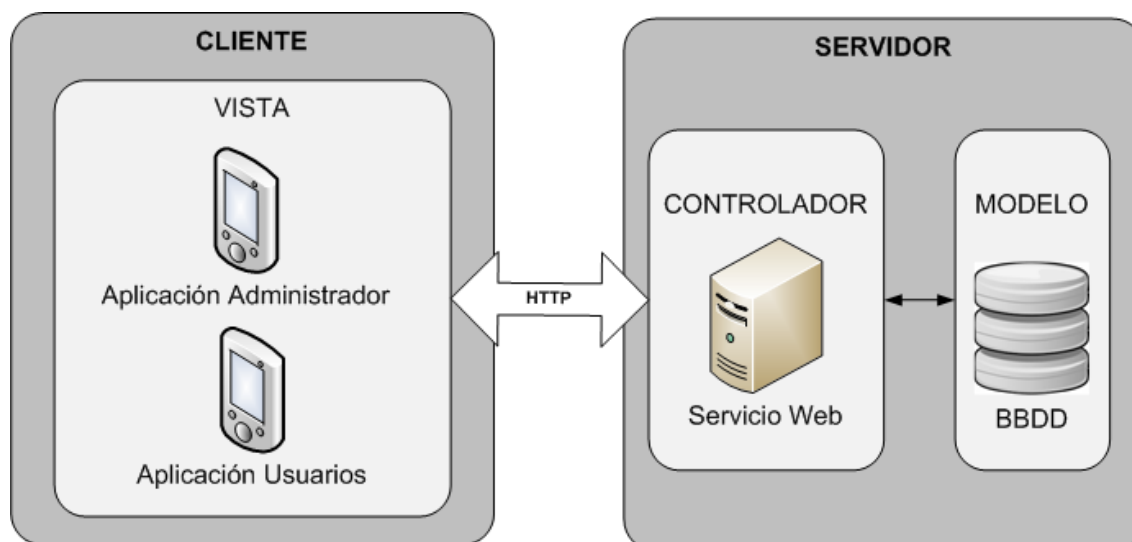 CLIENTE
VISTA
Aplicación Administrador
Aplicación Usuarios
HTTP
SERVIDOR
CONTROLADOR
Servicio Web
MODELO
BBDD